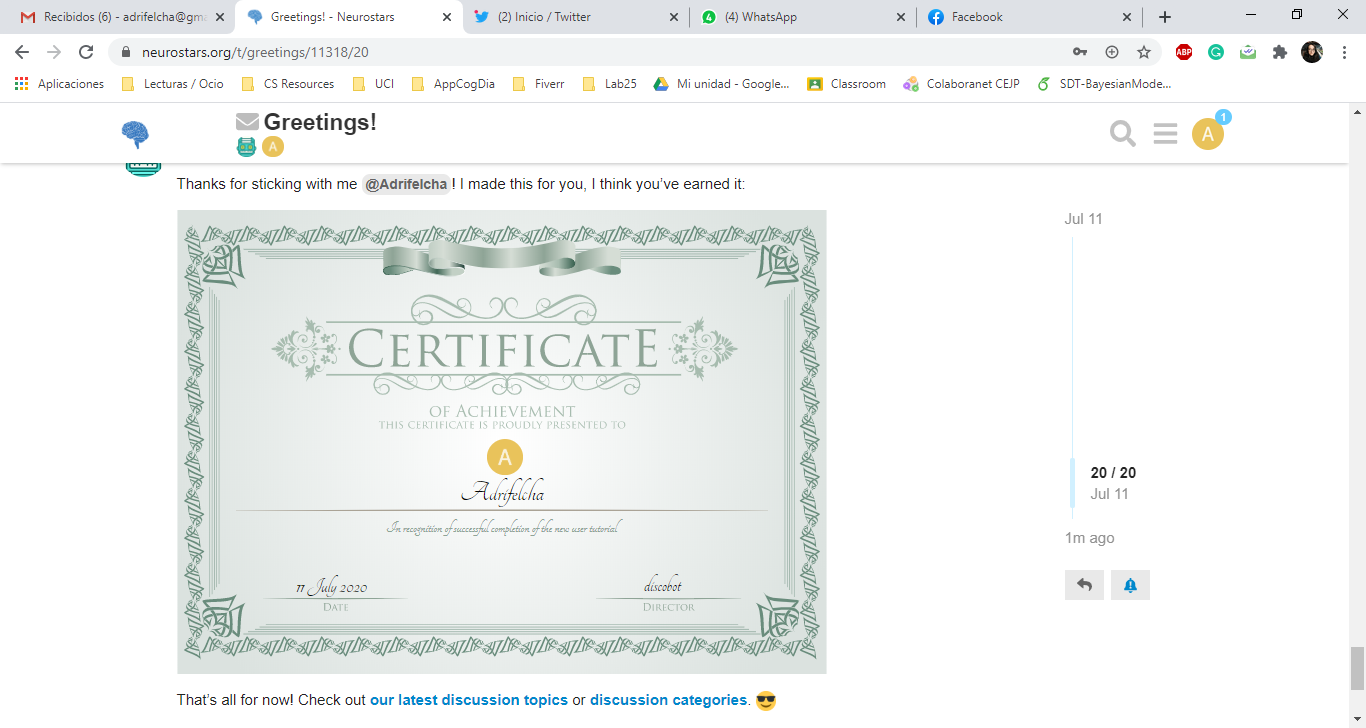 Recibidos (6) - adrifelcha@gma
Greetings! - Neurostars
(2) Inicio / Twitter
4
(4) WhatsApp
Facebook
neurostars.org/t/greetings/11318/20
ABP
Aplicaciones
Lecturas / Ocio
CS Resources
UCI
AppCogDia
Fiverr
Lab25
Mi unidad - Google...
Classroom
Colaboranet CEJP
SDT-BayesianMode...
Greetings!
A
A
1
Thanks for sticking with me @Adrifelcha! I made this for you, I think you've earned it:
Jul 11
CERTIFICATE
OF ACHIEVEMENT
THIS CERTIFICATE IS PROUDLY PRESENTED TO
A
Adrifelcha
In recognition of successful completion of the new user tutorial
11 July 2020
DATE
discobot
DIRECTOR
20 / 20
Jul 11
1m ago
That's all for now! Check out our latest discussion topics or discussion categories. 😎